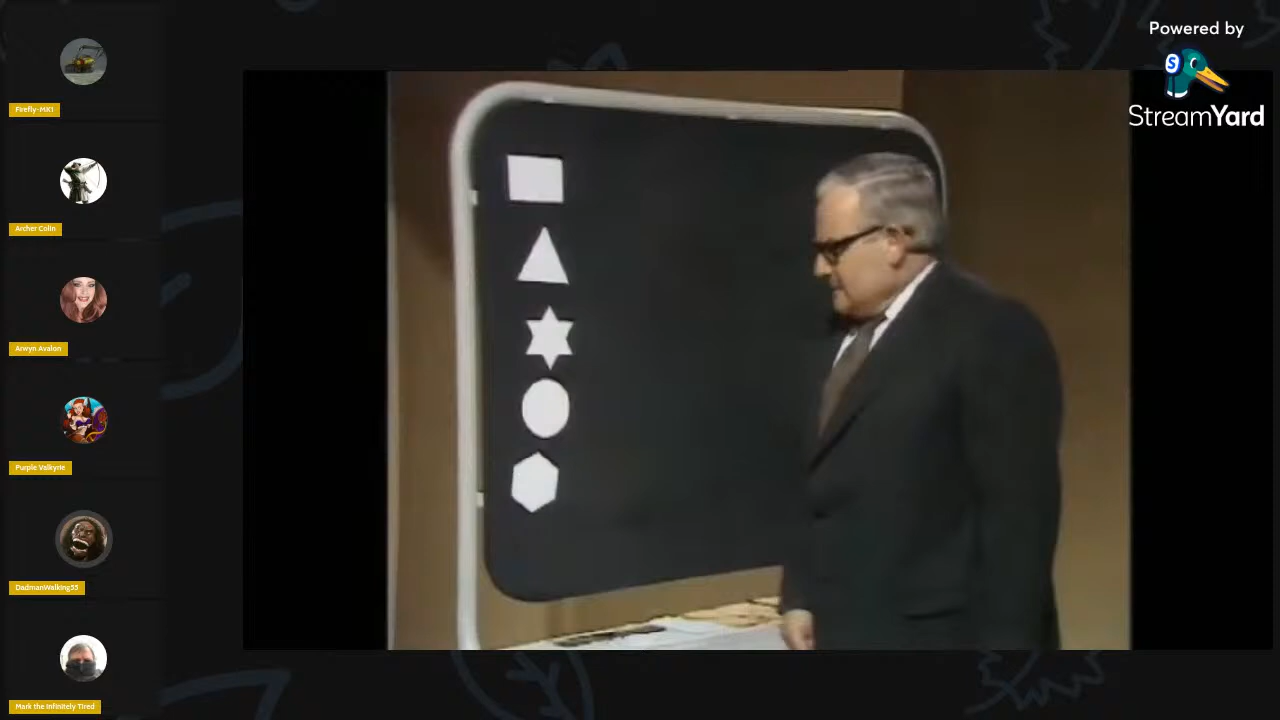 Powered by
StreamYard
Firefly-MK1
Archer Colin
Arwyn Avalon
Purple Valkyrie
DadmanWalking55
Mark the Infinitely Tired